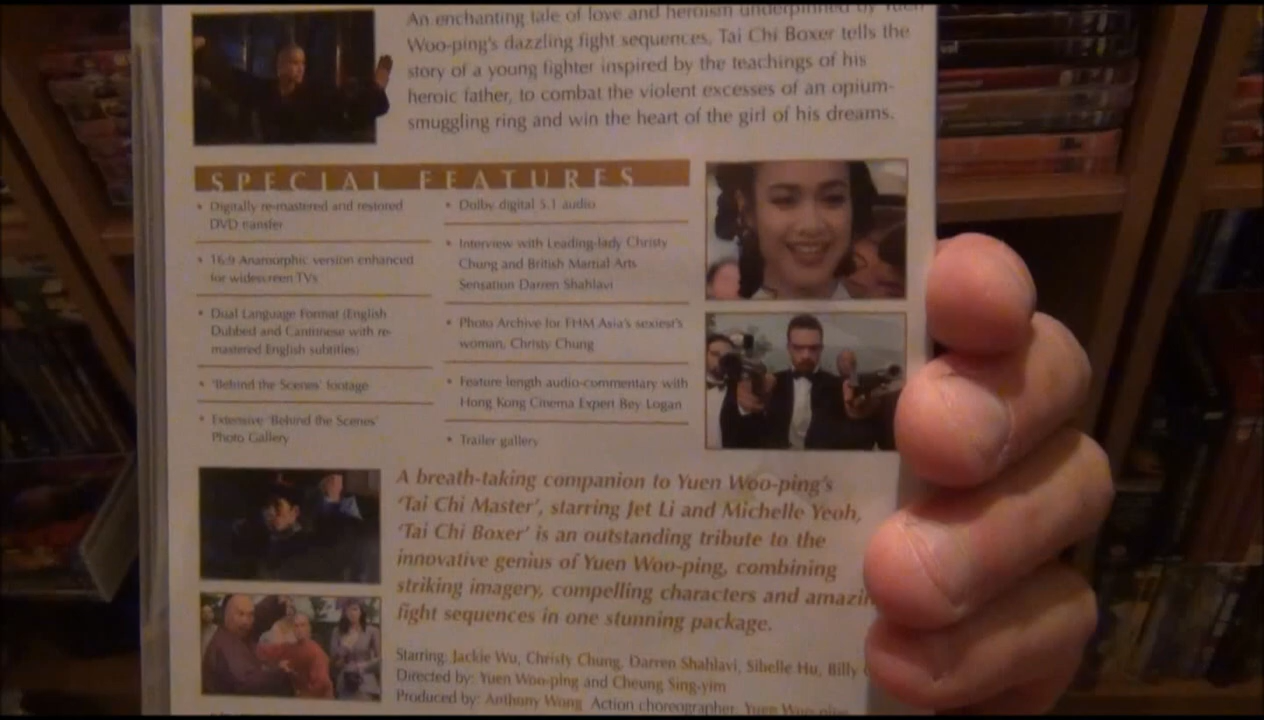 An enchanting tale of love and heroism underpinned by Yuen
Woo-ping's dazzling fight sequences, Tai Chi Boxer tells the
story of a young fighter inspired by the teachings of his
heroic father, to combat the violent excesses of an opium-
smuggling ring and win the heart of the girl of his dreams.
SPECIAL FEATURES
• Digitally re-mastered and restored
DVD transfer
• 16:9 Anamorphic version enhanced
for widescreen TVs
• Dual Language Format (English
Dubbed and Cantonese with re-
mastered English subtitles)
• 'Behind the Scenes' footage
• Extensive 'Behind the Scenes'
Photo Gallery
• Dolby digital 5.1 audio
• Interview with Leading-lady Christy
Chung and British Martial Arts
Sensation Darren Shahlavi
• Photo Archive for FHM Asia's sexiest's
woman, Christy Chung
• Feature length audio-commentary with
Hong Kong Cinema Expert Bey Logan
• Trailer gallery
A breath-taking companion to Yuen Woo-ping's
'Tai Chi Master', starring Jet Li and Michelle Yeoh,
'Tai Chi Boxer' is an outstanding tribute to the
innovative genius of Yuen Woo-ping, combining
striking imagery, compelling characters and amazin
fight sequences in one stunning package.
Starring: Jackie Wu, Christy Chung, Darren Shahlavi, Sibelle Hu, Billy
Directed by: Yuen Woo-ping and Cheung Sing-yim
Produced by: Anthony Wong Action choreographer: Yuen Woo-ping